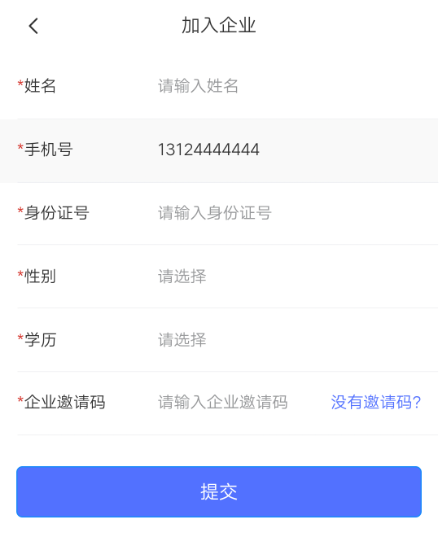 加入企业
*姓名 请输入姓名
*手机号 13124444444
*身份证号 请输入身份证号
*性别 请选择
*学历 请选择
*企业邀请码 请输入企业邀请码 没有邀请码?
提交